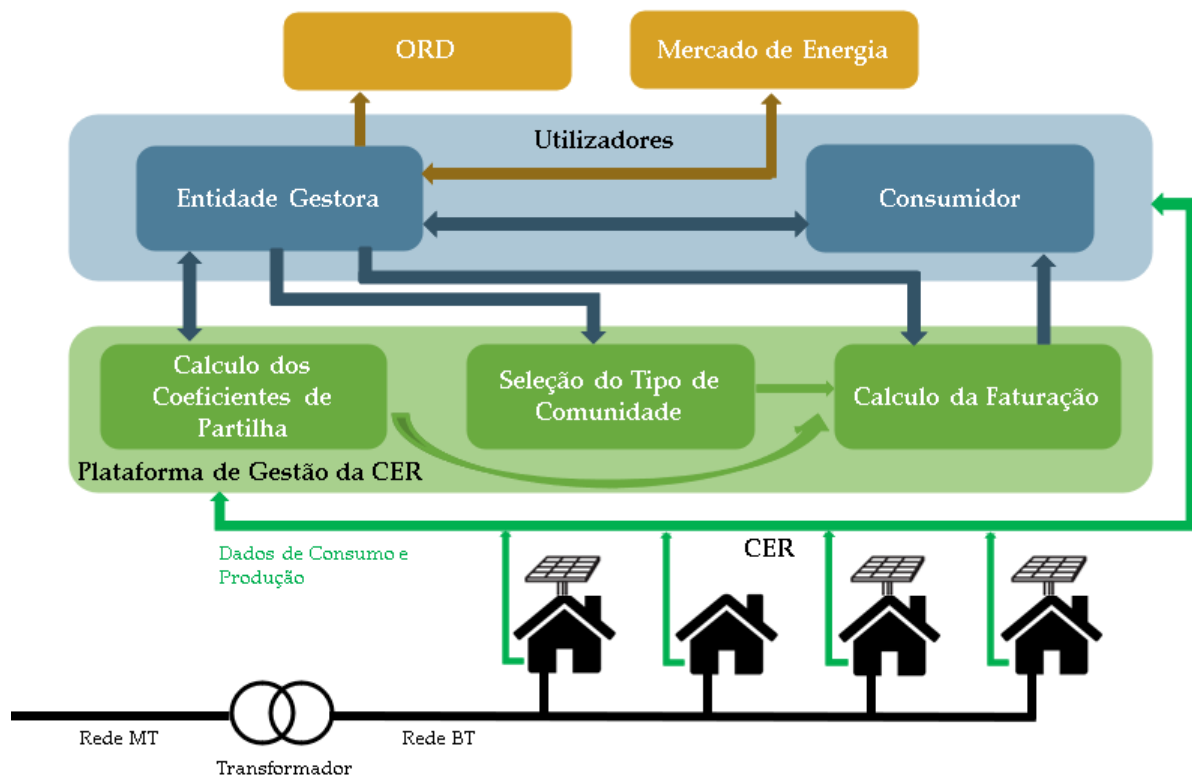 ORD
Mercado de Energia
Utilizadores
Entidade Gestora
Consumidor
Calculo dos
Coeficientes de
Partilha
Seleção do Tipo de
Comunidade
Calculo da Faturação
Plataforma de Gestão da CER
Dados de Consumo e
Produção
CER
Rede MT
Rede BT
Transformador